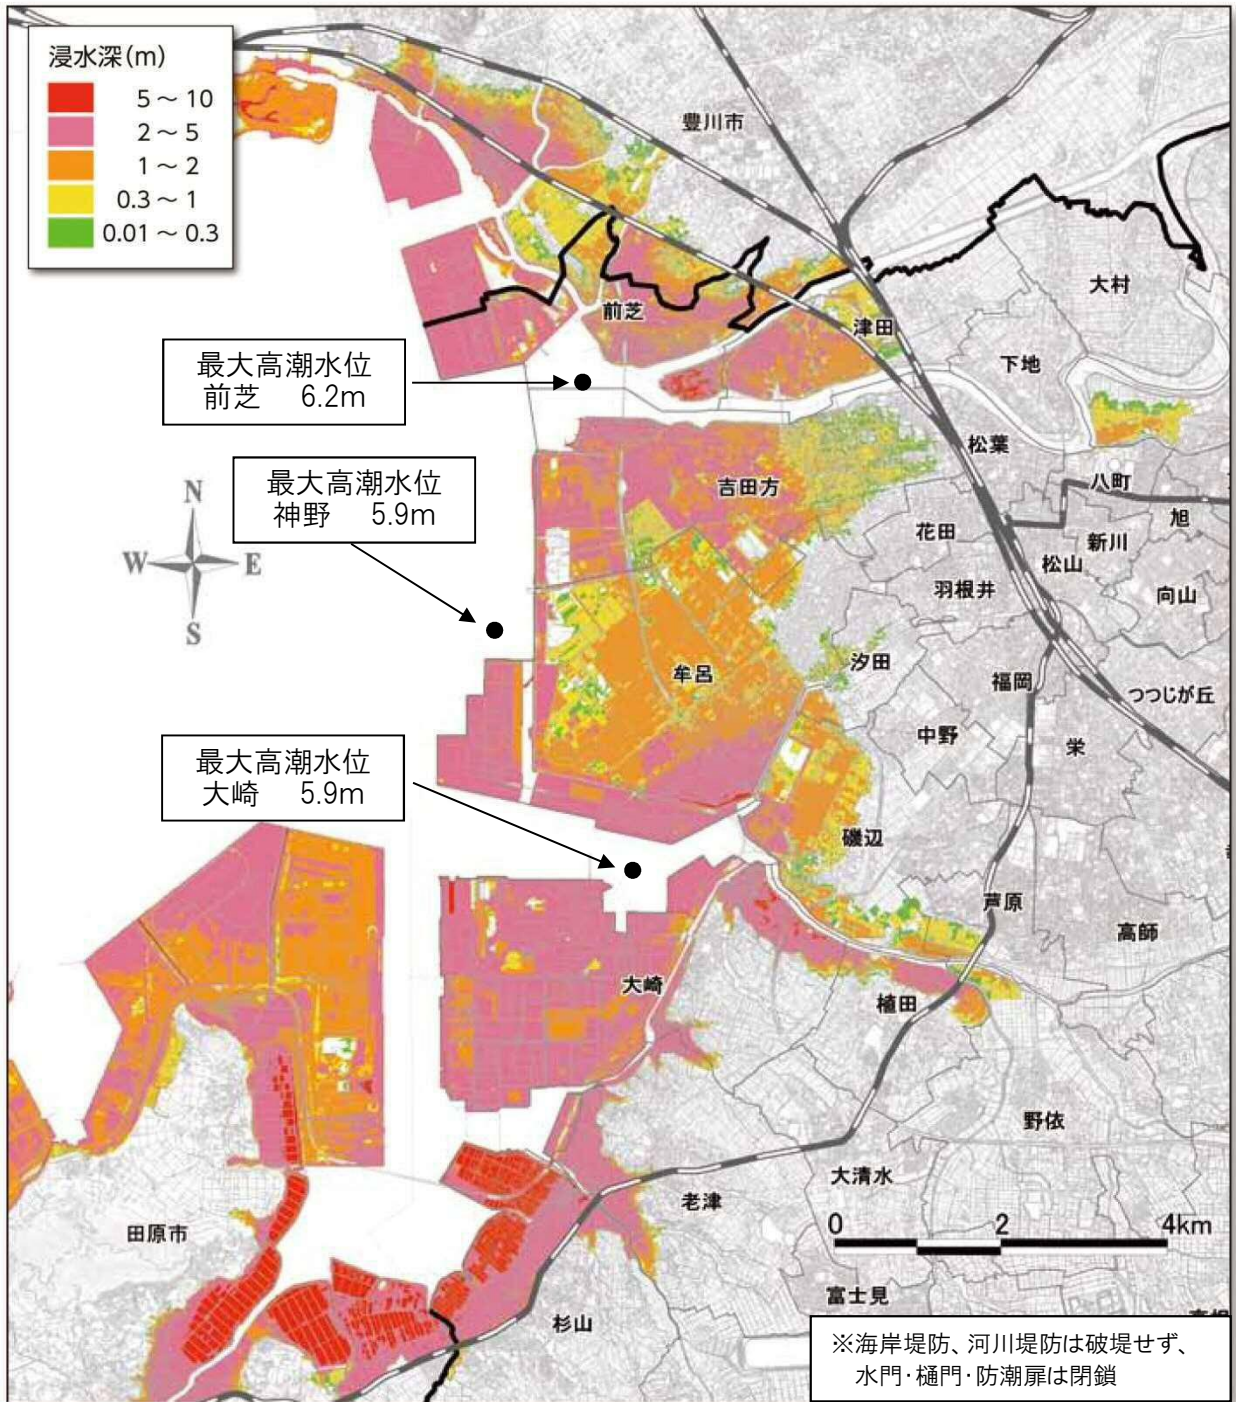 浸水深(m)
5～10
2～5
1～2
0.3～1
0.01～0.3
豊川市
大村
前芝
津田
下地
最大高潮水位
前芝 6.2m
松葉
八町
吉田方
旭
花田
新川
松山
最大高潮水位
神野 5.9m
N
W E
S
羽根井
向山
汐田
牟呂
福岡
つつじが丘
中野
栄
最大高潮水位
大崎 5.9m
磯辺
芦原
高師
大崎
植田
野依
大清水
老津
田原市
0 2 4km
富士見
杉山
※海岸堤防、河川堤防は破堤せず、
水門・樋門・防潮扉は閉鎖